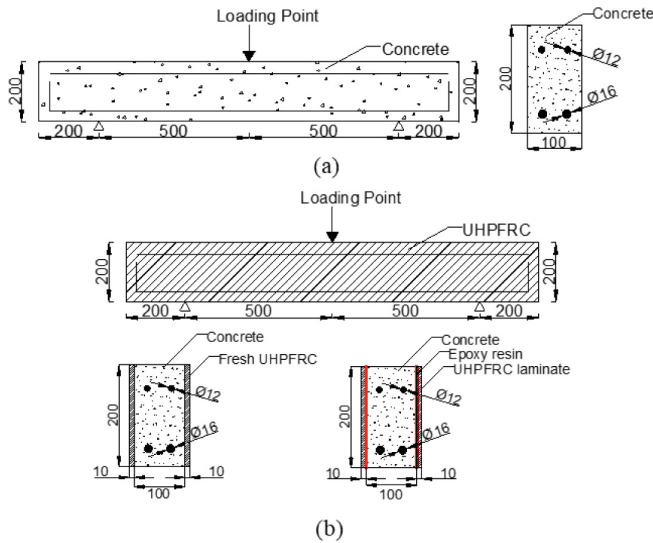 Loading Point
Concrete
200
200
200 500 500 200
Concrete
200
Ø12
Ø16
100
(a)
Loading Point
UHPFRC
200
200
200 500 500 200
Concrete
Fresh UHPFRC
200
Ø12
Ø16
10 10
100
Concrete
Epoxy resin
UHPFRC laminate
200
Ø12
Ø16
10 10
100
(b)